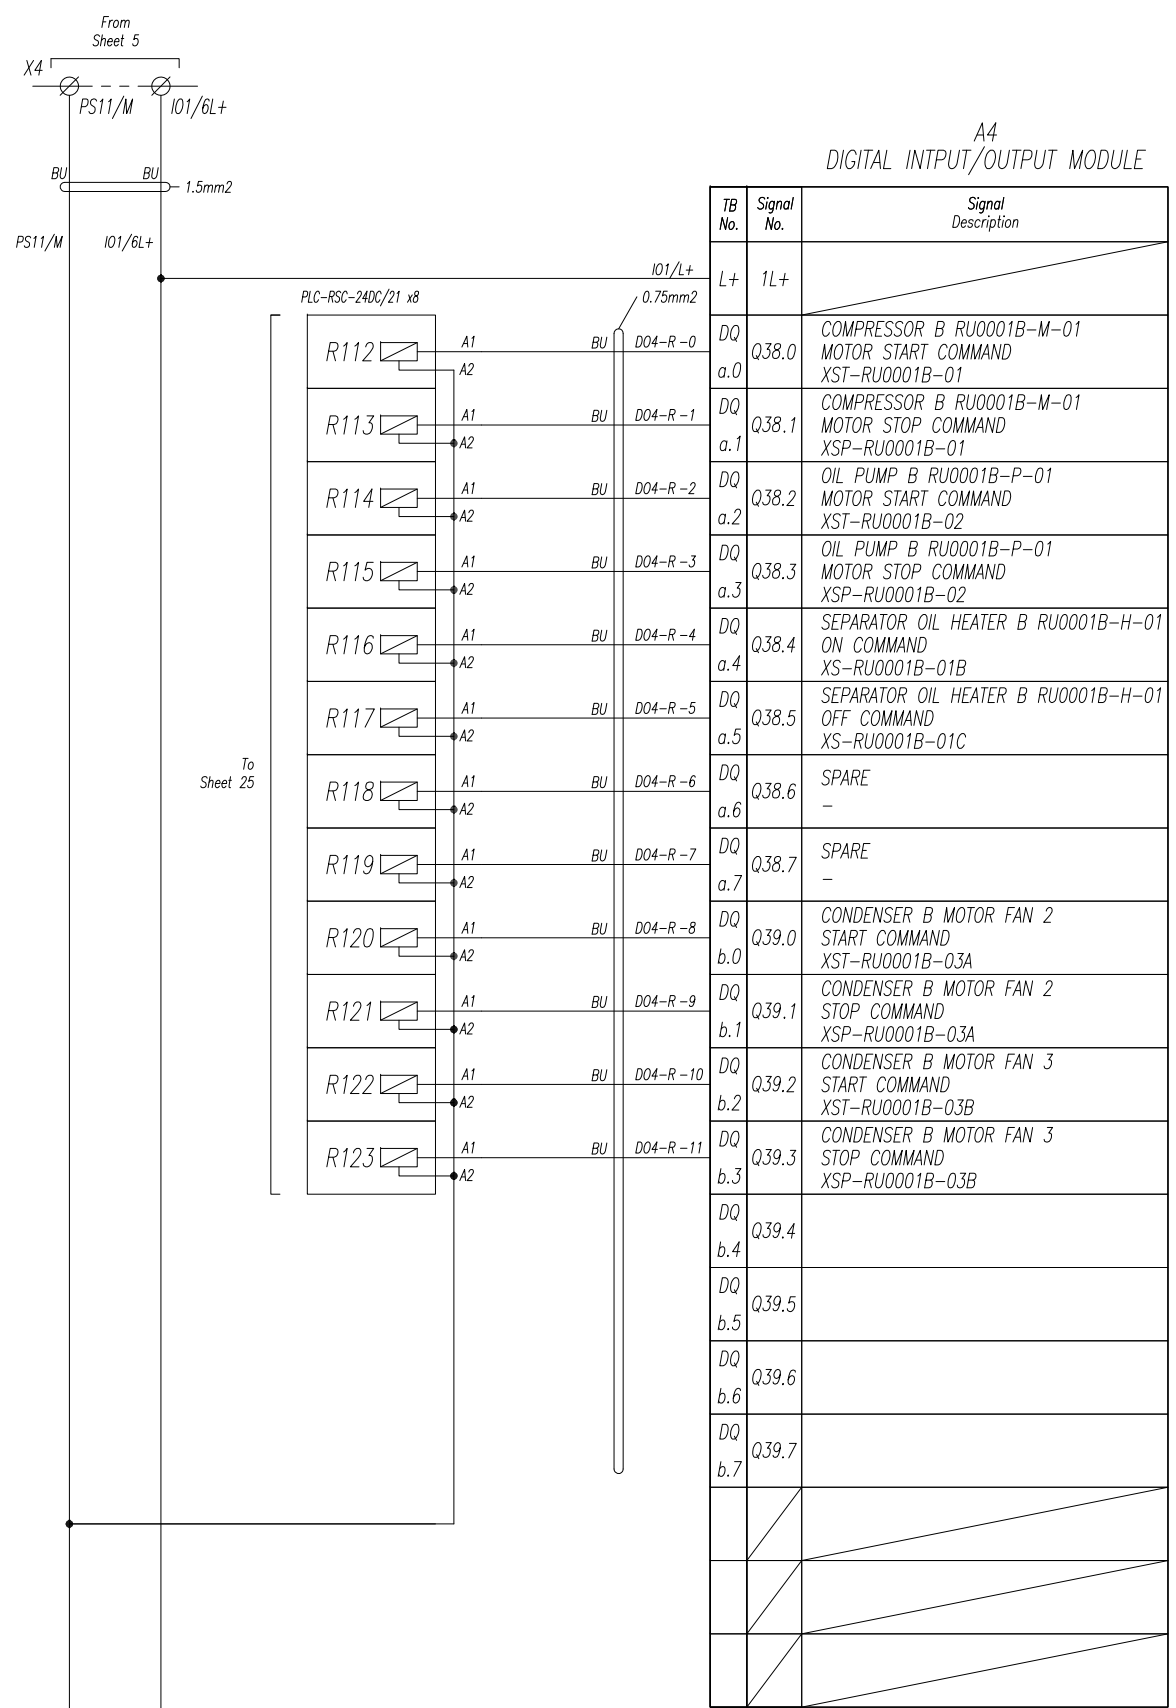 From
Sheet 5
X4
PS11/M
I01/6L+
BU
BU
1.5mm2
PS11/M
I01/6L+
A4
DIGITAL INTPUT/OUTPUT MODULE
TB No.
Signal No.
Signal Description
I01/L+
L+
1L+
PLC-RSC-24DC/21 x8
0.75mm2
To
Sheet 25
R112
A1
A2
BU
D04-R -0
DQ
a.0
Q38.0
COMPRESSOR B RU0001B-M-01
MOTOR START COMMAND
XST-RU0001B-01
R113
A1
A2
BU
D04-R -1
DQ
a.1
Q38.1
COMPRESSOR B RU0001B-M-01
MOTOR STOP COMMAND
XSP-RU0001B-01
R114
A1
A2
BU
D04-R -2
DQ
a.2
Q38.2
OIL PUMP B RU0001B-P-01
MOTOR START COMMAND
XST-RU0001B-02
R115
A1
A2
BU
D04-R -3
DQ
a.3
Q38.3
OIL PUMP B RU0001B-P-01
MOTOR STOP COMMAND
XSP-RU0001B-02
R116
A1
A2
BU
D04-R -4
DQ
a.4
Q38.4
SEPARATOR OIL HEATER B RU0001B-H-01
ON COMMAND
XS-RU0001B-01B
R117
A1
A2
BU
D04-R -5
DQ
a.5
Q38.5
SEPARATOR OIL HEATER B RU0001B-H-01
OFF COMMAND
XS-RU0001B-01C
R118
A1
A2
BU
D04-R -6
DQ
a.6
Q38.6
SPARE
-
R119
A1
A2
BU
D04-R -7
DQ
a.7
Q38.7
SPARE
-
R120
A1
A2
BU
D04-R -8
DQ
b.0
Q39.0
CONDENSER B MOTOR FAN 2
START COMMAND
XST-RU0001B-03A
R121
A1
A2
BU
D04-R -9
DQ
b.1
Q39.1
CONDENSER B MOTOR FAN 2
STOP COMMAND
XSP-RU0001B-03A
R122
A1
A2
BU
D04-R -10
DQ
b.2
Q39.2
CONDENSER B MOTOR FAN 3
START COMMAND
XST-RU0001B-03B
R123
A1
A2
BU
D04-R -11
DQ
b.3
Q39.3
CONDENSER B MOTOR FAN 3
STOP COMMAND
XSP-RU0001B-03B
DQ
b.4
Q39.4
DQ
b.5
Q39.5
DQ
b.6
Q39.6
DQ
b.7
Q39.7